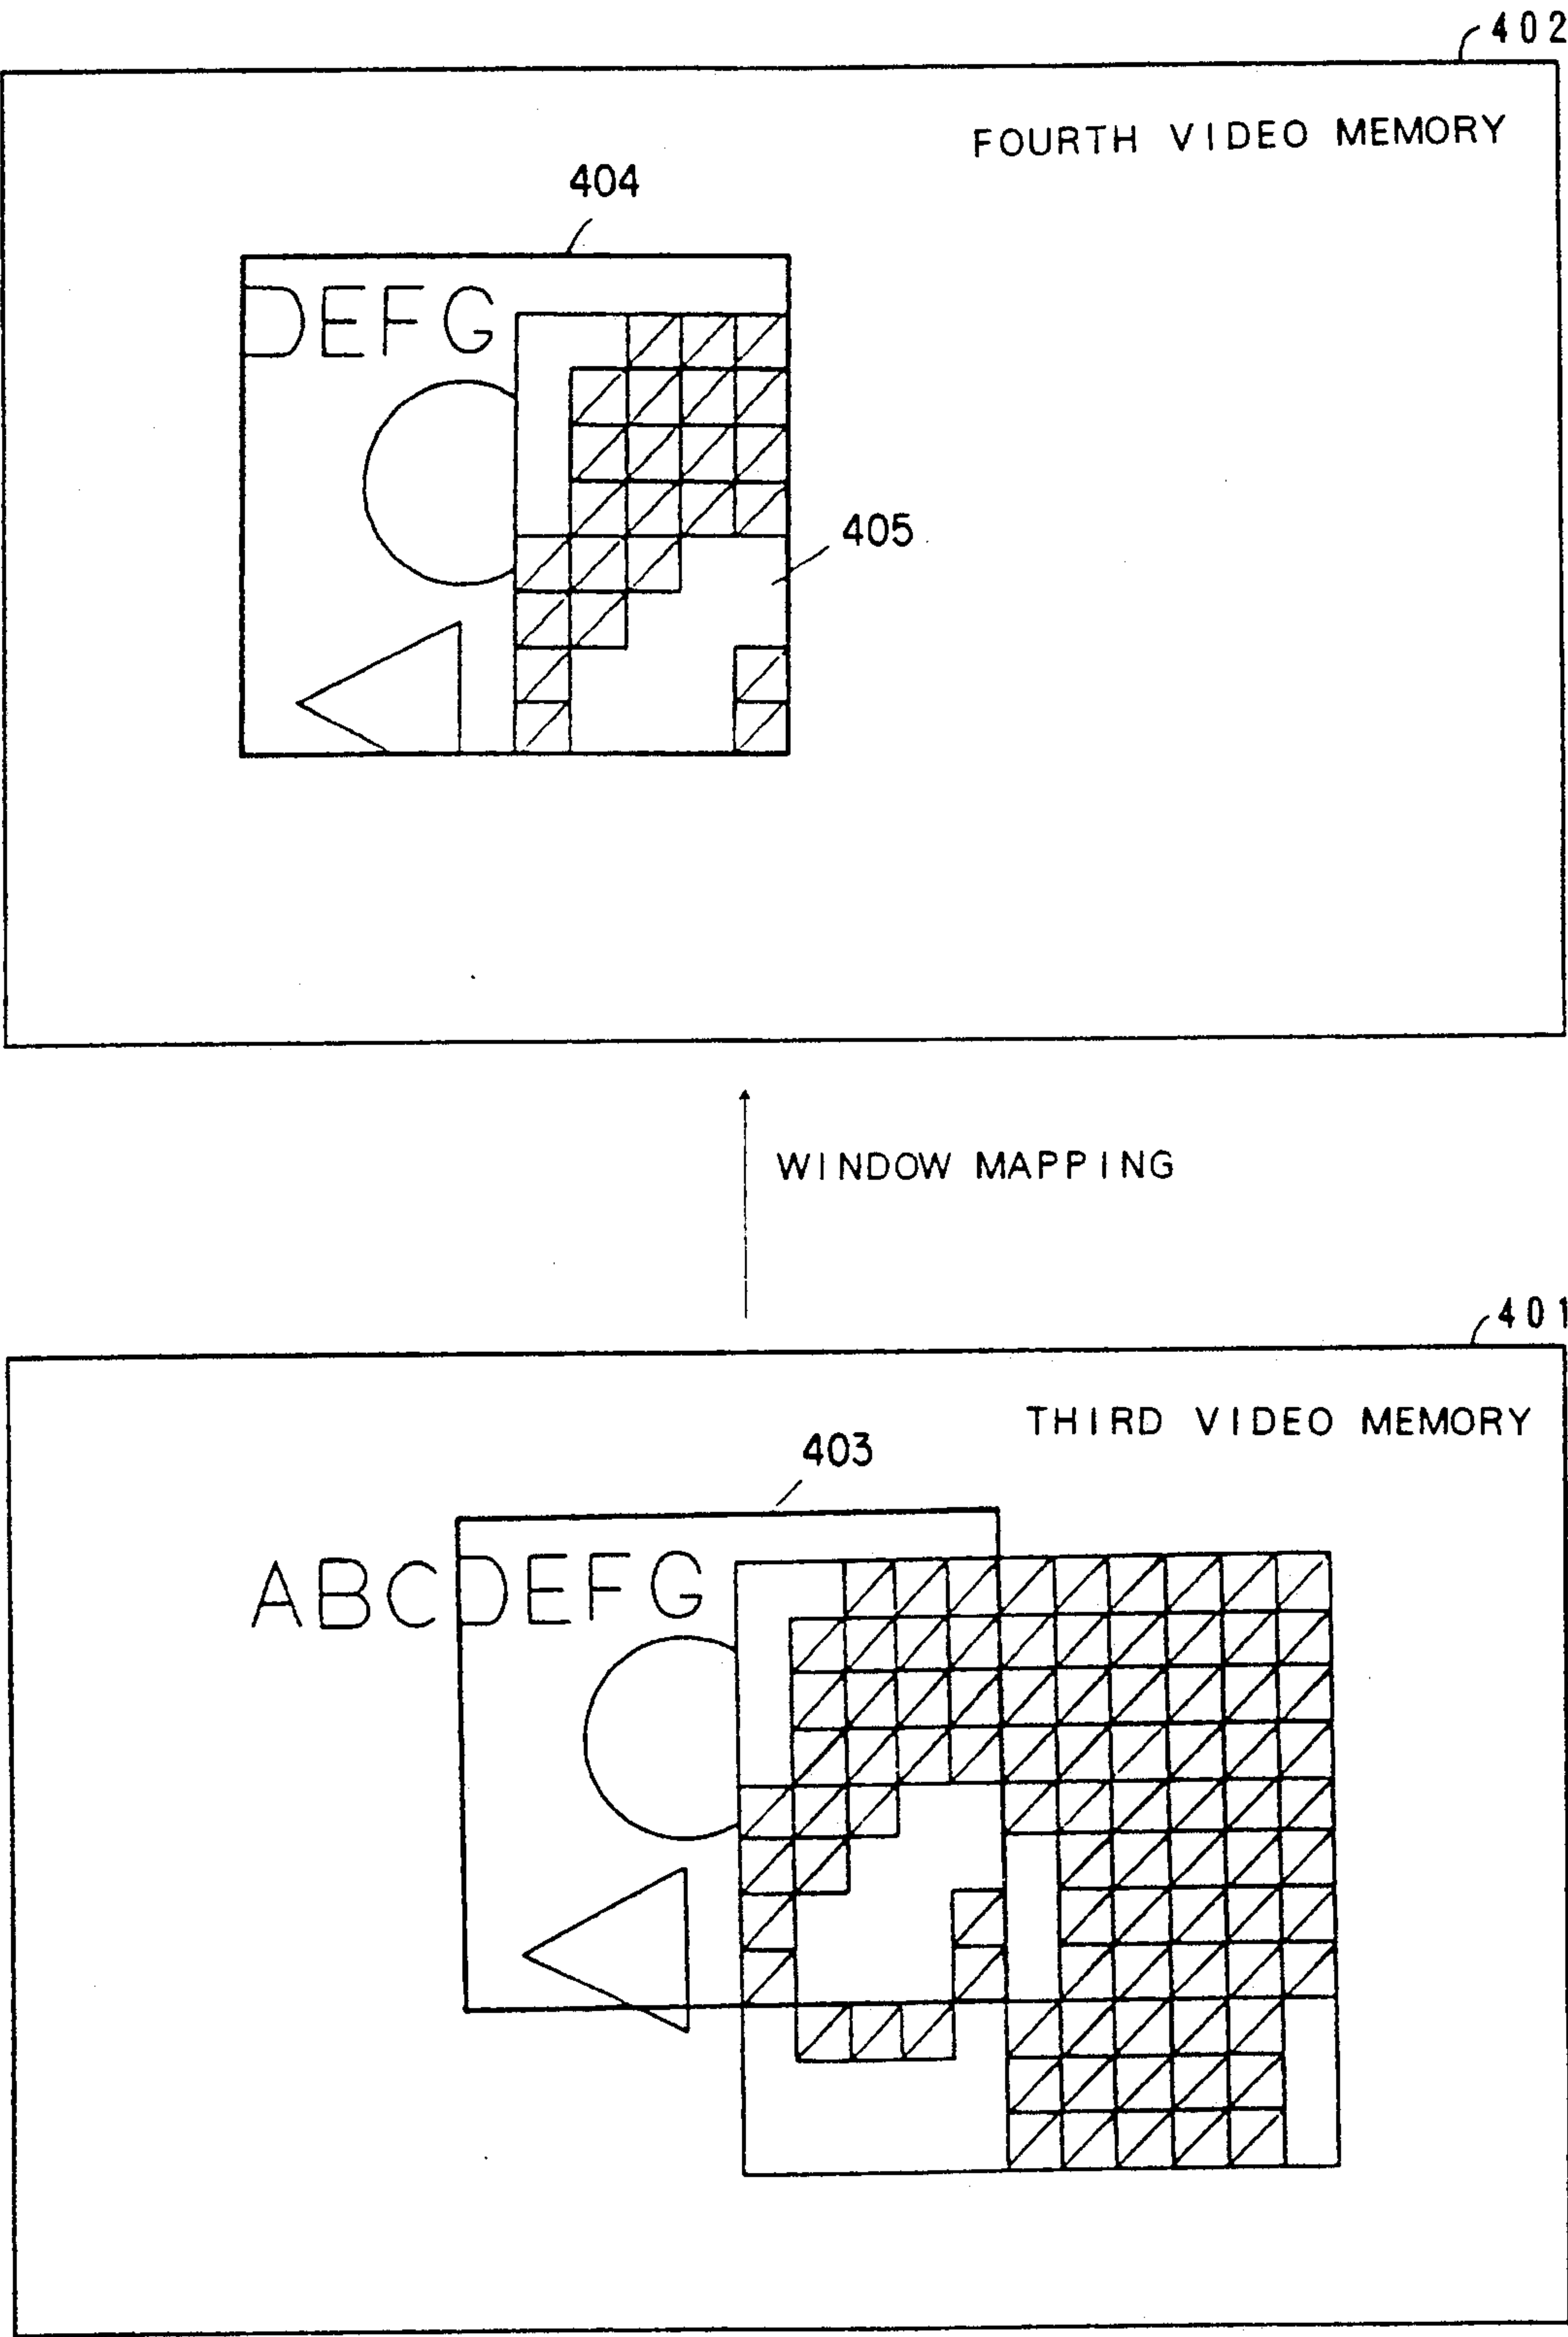 402
FOURTH VIDEO MEMORY
404
DEFG
405
WINDOW MAPPING
401
THIRD VIDEO MEMORY
403
ABCDEFG